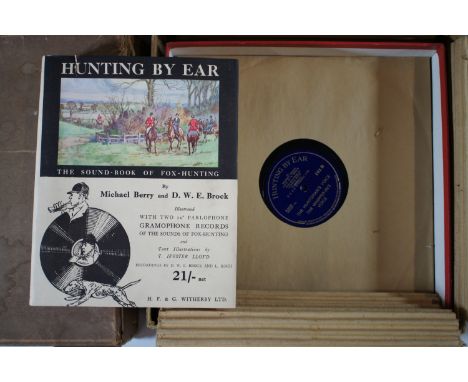 HUNTING BY EAR
THE SOUND-BOOK OF FOX-HUNTING
By
Michael Berry and D. W. E. Brock
Illustrated
WITH TWO 10" PARLOPHONE
GRAMOPHONE RECORDS
OF THE SOUNDS OF FOX-HUNTING
and
Text Illustrations by
T. IVESTER LLOYD
21/- net
H. F. & G. WITHERBY LTD.
HUNTING BY EAR